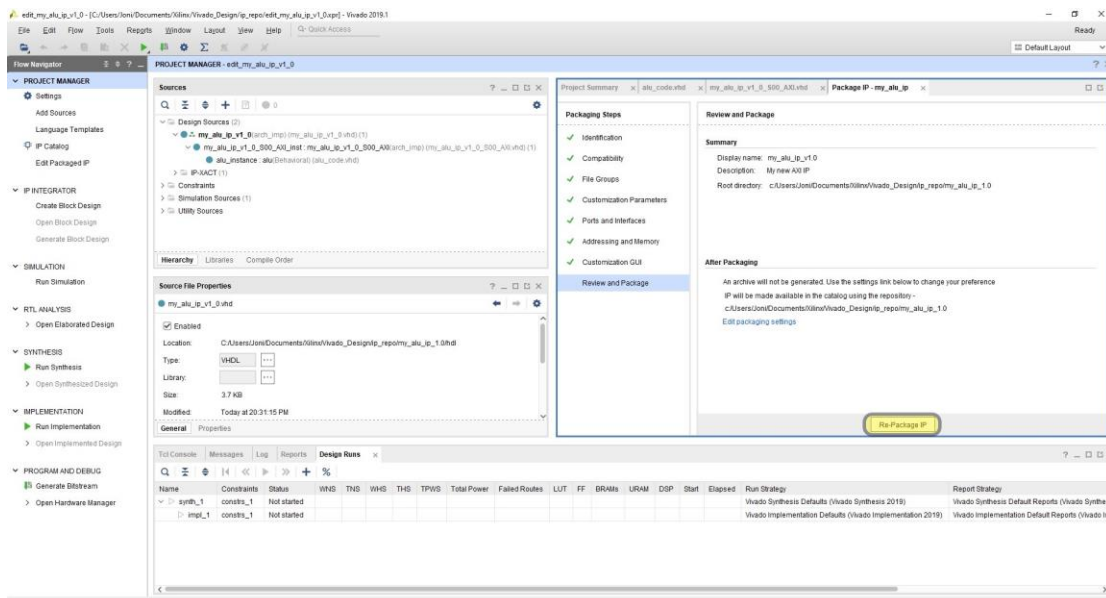 edit_my_alu_ip_v1_0 - [C:/Users/Joni/Documents/Xilinx/Vivado_Design/ip_repo/edit_my_alu_ip_v1_0.xpr] - Vivado 2019.1
File Edit Flow Tools Reports Window Layout View Help Q- Quick Access
Ready
Default Layout
Flow Navigator
PROJECT MANAGER
Settings
Add Sources
Language Templates
IP Catalog
Edit Packaged IP
IP INTEGRATOR
Create Block Design
Open Block Design
Generate Block Design
SIMULATION
Run Simulation
RTL ANALYSIS
Open Elaborated Design
SYNTHESIS
Run Synthesis
Open Synthesized Design
IMPLEMENTATION
Run Implementation
Open Implemented Design
PROGRAM AND DEBUG
Generate Bitstream
Open Hardware Manager
PROJECT MANAGER - edit_my_alu_ip_v1_0
Sources
0
Design Sources (2)
my_alu_ip_v1_0(arch_imp) (my_alu_ip_v1_0.vhd) (1)
my_alu_ip_v1_0_S00_AXI_inst : my_alu_ip_v1_0_S00_AXI(arch_imp) (my_alu_ip_v1_0_S00_AXI.vhd) (1)
alu_instance : alu(Behavioral) (alu_code.vhd)
IP-XACT (1)
Constraints
Simulation Sources (1)
Utility Sources
Hierarchy Libraries Compile Order
Source File Properties
my_alu_ip_v1_0.vhd
Enabled
Location: C:/Users/Joni/Documents/Xilinx/Vivado_Design/ip_repo/my_alu_ip_1.0/hdl
Type: VHDL
Library:
Size: 3.7 KB
Modified: Today at 20:31:15 PM
General Properties
Project Summary alu_code.vhd my_alu_ip_v1_0_S00_AXI.vhd Package IP - my_alu_ip
Packaging Steps
Identification
Compatibility
File Groups
Customization Parameters
Ports and Interfaces
Addressing and Memory
Customization GUI
Review and Package
Review and Package
Summary
Display name: my_alu_ip_v1.0
Description: My new AXI IP
Root directory: c:/Users/Joni/Documents/Xilinx/Vivado_Design/ip_repo/my_alu_ip_1.0
After Packaging
An archive will not be generated. Use the settings link below to change your preference
IP will be made available in the catalog using the repository -
c:/Users/Joni/Documents/Xilinx/Vivado_Design/ip_repo/my_alu_ip_1.0
Edit packaging settings
Re-Package IP
Tcl Console Messages Log Reports Design Runs
Name Constraints Status WNS TNS WHS THS TPWS Total Power Failed Routes LUT FF BRAMs URAM DSP Start Elapsed Run Strategy Report Strategy
synth_1 constrs_1 Not started Vivado Synthesis Defaults (Vivado Synthesis 2019) Vivado Synthesis Default Reports (Vivado Synthe
impl_1 constrs_1 Not started Vivado Implementation Defaults (Vivado Implementation 2019) Vivado Implementation Default Reports (Vivado I